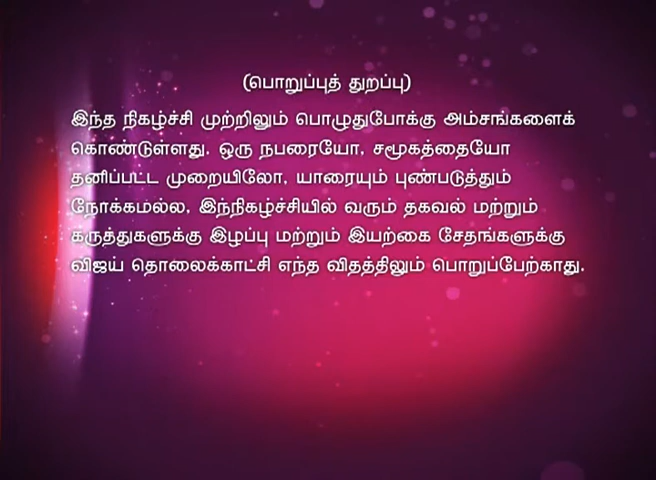 (பொறுப்புத் துறப்பு)
இந்த நிகழ்ச்சி முற்றிலும் பொழுதுபோக்கு அம்சங்களைக்
கொண்டுள்ளது. ஒரு நபரையோ, சமூகத்தையோ
தனிப்பட்ட முறையிலோ, யாரையும் புண்படுத்தும்
நோக்கமல்ல, இந்நிகழ்ச்சியில் வரும் தகவல் மற்றும்
கருத்துகளுக்கு இழப்பு மற்றும் இயற்கை சேதங்களுக்கு
விஜய் தொலைக்காட்சி எந்த விதத்திலும் பொறுப்பேற்காது.